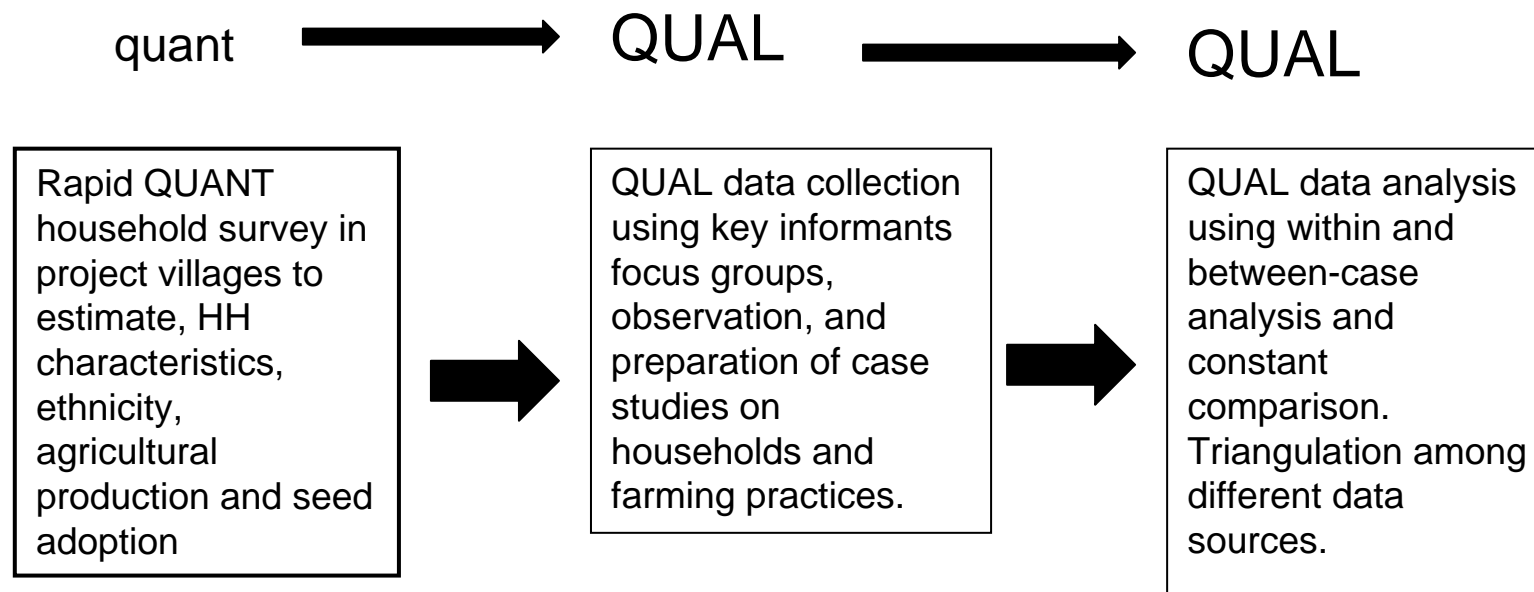 quant
QUAL
QUAL
Rapid QUANT
household survey in
project villages to
estimate, HH
characteristics,
ethnicity,
agricultural
production and seed
adoption
QUAL data collection
using key informants
focus groups,
observation, and
preparation of case
studies on
households and
farming practices.
QUAL data analysis
using within and
between-case
analysis and
constant
comparison.
Triangulation among
different data
sources.